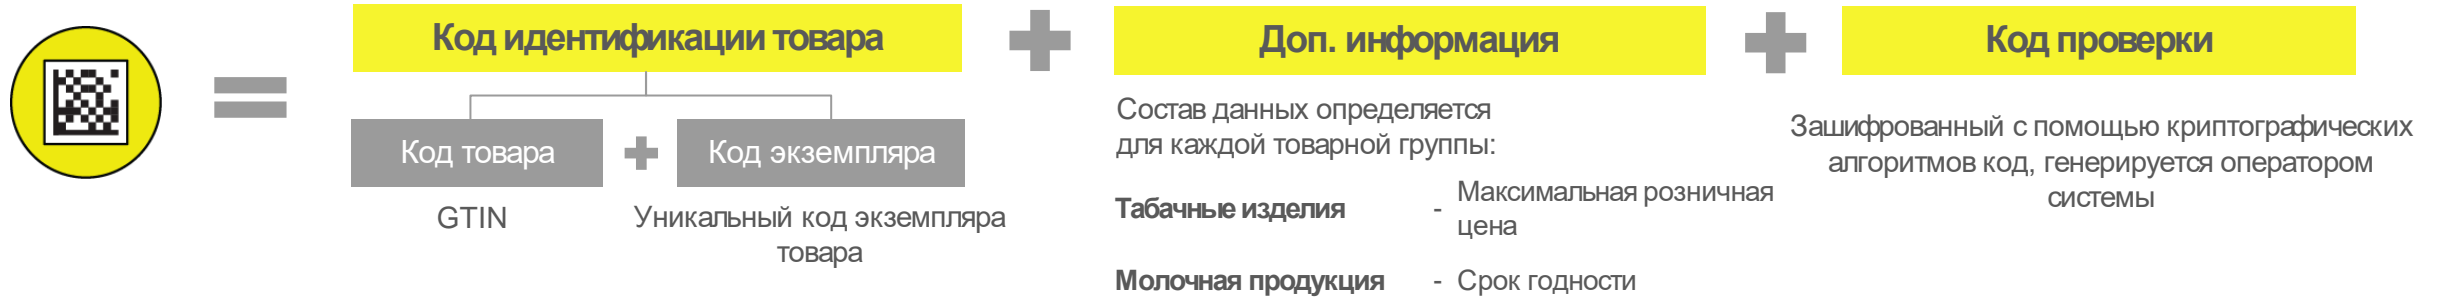 Код идентификации товара
Код товара
Код экземпляра
GTIN
Уникальный код экземпляра
товара
Доп. информация
Состав данных определяется
для каждой товарной группы:
Табачные изделия - Максимальная розничная
цена
Молочная продукция - Срок годности
Код проверки
Зашифрованный с помощью криптографических
алгоритмов код, генерируется оператором
системы